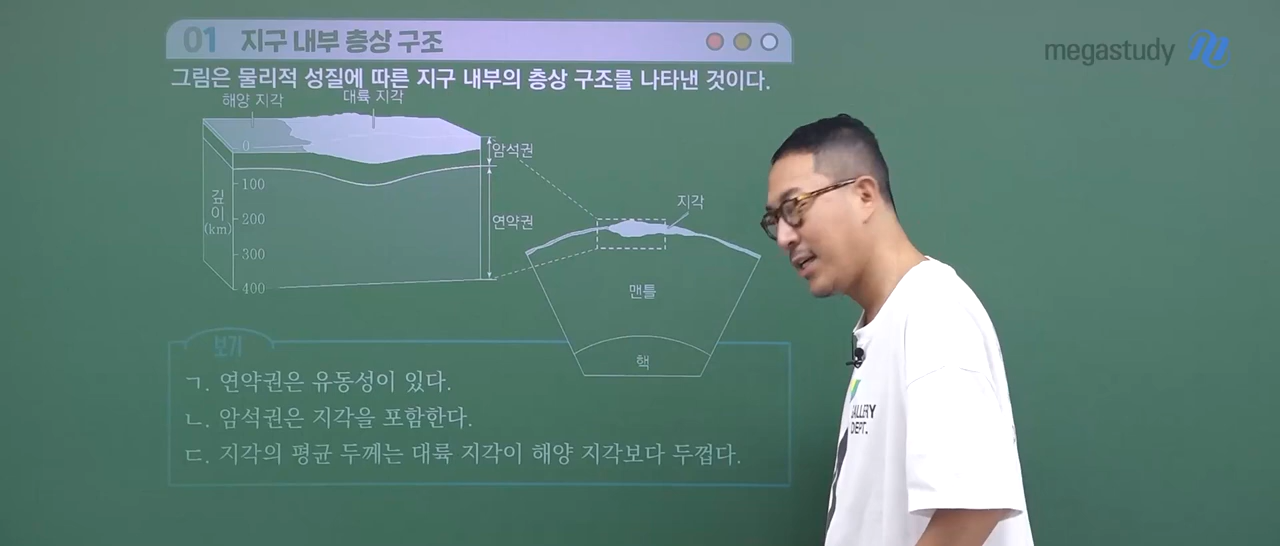 01 지구 내부 층상 구조
megastudy
그림은 물리적 성질에 따른 지구 내부의 층상 구조를 나타낸 것이다.
해양 지각
대륙 지각
0
암석권
100
깊이(km)
200
연약권
지각
300
맨틀
400
핵
보기
ㄱ. 연약권은 유동성이 있다.
ㄴ. 암석권은 지각을 포함한다.
ㄷ. 지각의 평균 두께는 대륙 지각이 해양 지각보다 두껍다.
GALLERY
DEPT.